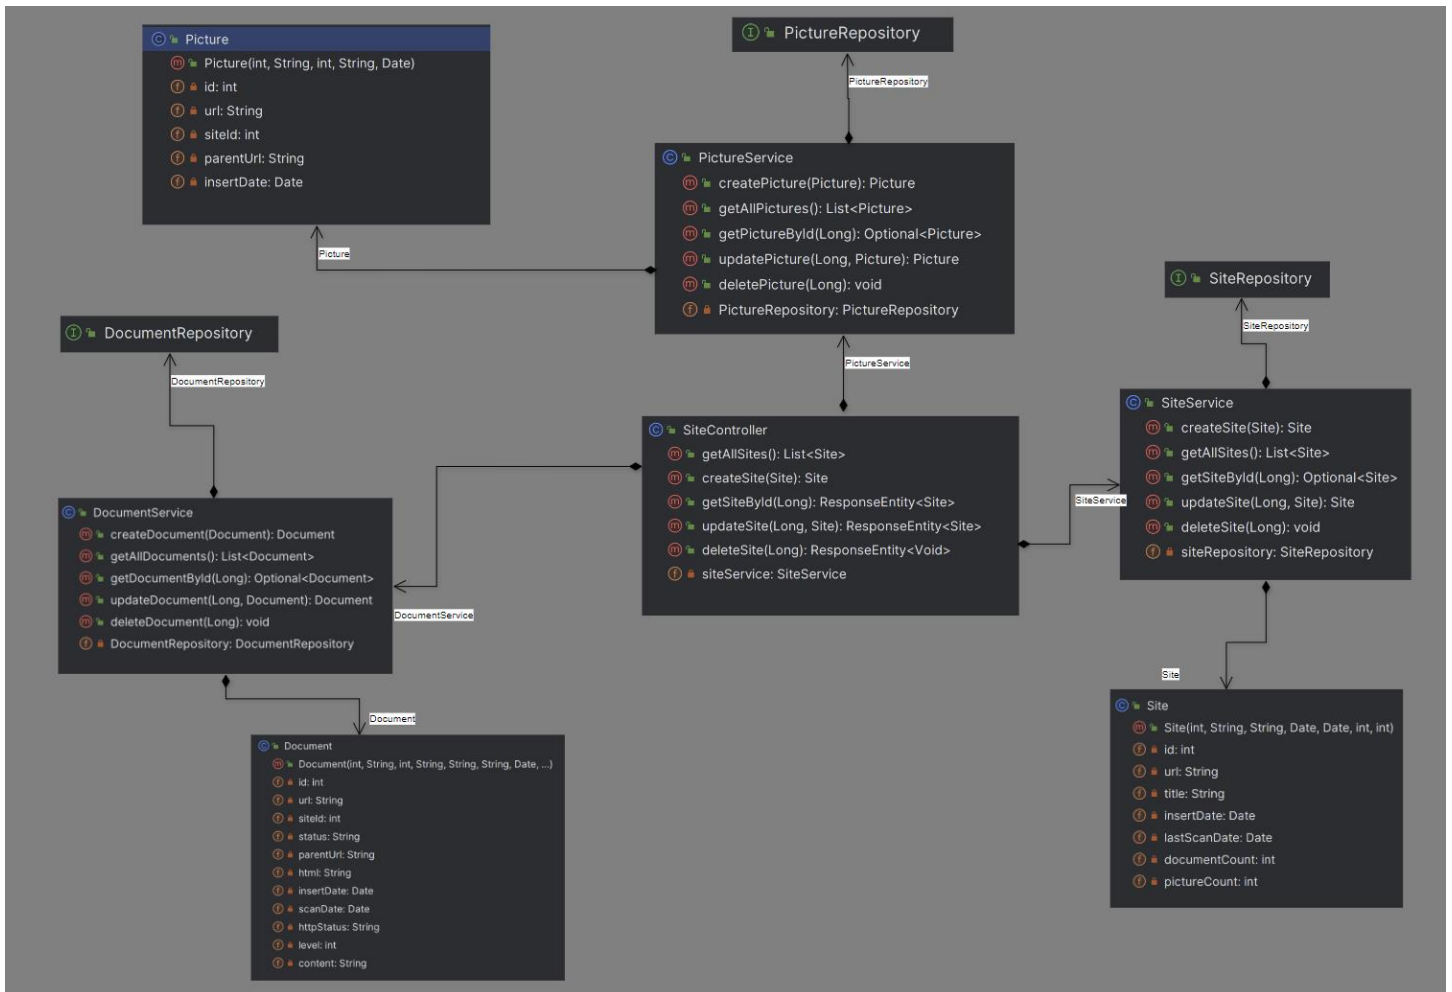 Picture
Picture(int, String, int, String, Date)
id: int
url: String
siteId: int
parentUrl: String
insertDate: Date
PictureRepository
PictureRepository
PictureService
createPicture(Picture): Picture
getAllPictures(): List<Picture>
getPictureById(Long): Optional<Picture>
updatePicture(Long, Picture): Picture
deletePicture(Long): void
PictureRepository: PictureRepository
Picture
SiteRepository
SiteRepository
DocumentRepository
DocumentRepository
PictureService
SiteController
getAllSites(): List<Site>
createSite(Site): Site
getSiteById(Long): ResponseEntity<Site>
updateSite(Long, Site): ResponseEntity<Site>
deleteSite(Long): ResponseEntity<Void>
siteService: SiteService
SiteService
SiteService
createSite(Site): Site
getAllSites(): List<Site>
getSiteById(Long): Optional<Site>
updateSite(Long, Site): Site
deleteSite(Long): void
siteRepository: SiteRepository
DocumentService
createDocument(Document): Document
getAllDocuments(): List<Document>
getDocumentById(Long): Optional<Document>
updateDocument(Long, Document): Document
deleteDocument(Long): void
DocumentRepository: DocumentRepository
DocumentService
Document
Document
Document(int, String, int, String, String, String, Date, ...)
id: int
url: String
siteId: int
status: String
parentUrl: String
html: String
insertDate: Date
scanDate: Date
httpStatus: String
level: int
content: String
Site
Site
Site(int, String, String, Date, Date, int, int)
id: int
url: String
title: String
insertDate: Date
lastScanDate: Date
documentCount: int
pictureCount: int